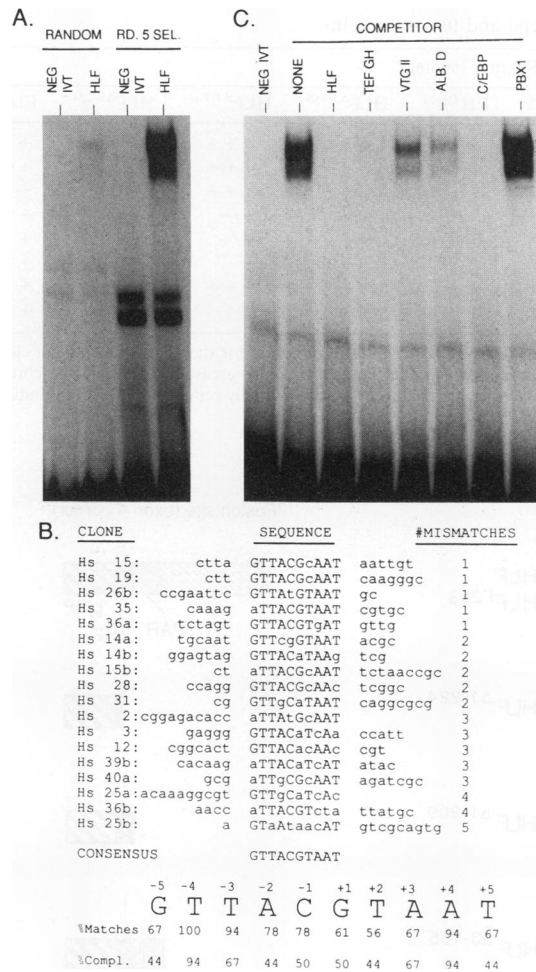 A.
RANDOM RD. 5 SEL.
NEG IVT
HLF
NEG IVT
HLF
C.
COMPETITOR
NEG IVT
NONE
HLF
TEF GH
VTG II
ALB. D
C/EBP
PBX1
B. CLONE SEQUENCE #MISMATCHES
Hs 15: ctta GTTACGcAAT aattgt 1
Hs 19: ctt GTTACGcAAT caagggc 1
Hs 26b: ccgaattc GTTAtGTAAT gc 1
Hs 35: caaag aTTACGTAAT cgtgc 1
Hs 36a: tctagt GTTACGTgAT gttg 1
Hs 14a: tgcaat GTTcgGTAAT acgc 2
Hs 14b: ggagtag GTTACaTAAg tcg 2
Hs 15b: ct aTTACGcAAT tctaaccgc 2
Hs 28: ccagg GTTACGcAAc tcggc 2
Hs 31: cg GTTgCaTAAT caggcgcg 2
Hs 2: cggagacacc aTTAtGcAAT 3
Hs 3: gaggg GTTACaTcAa ccatt 3
Hs 12: cggcact GTTACacAAc cgt 3
Hs 39b: cacaag aTTACaTcAT atac 3
Hs 40a: gcg aTTgCGcAAT agatcgc 3
Hs 25a: acaaaggcgt GTTgCaTcAc 4
Hs 36b: aacc aTTACGTcta ttatgc 4
Hs 25b: a GTaAtaacAT gtcgcagtg 5
CONSENSUS GTTACGTAAT
-5 -4 -3 -2 -1 +1 +2 +3 +4 +5
G T T A C G T A A T
%Matches 67 100 94 78 78 61 56 67 94 67
%Compl. 44 94 67 44 50 50 44 67 94 44